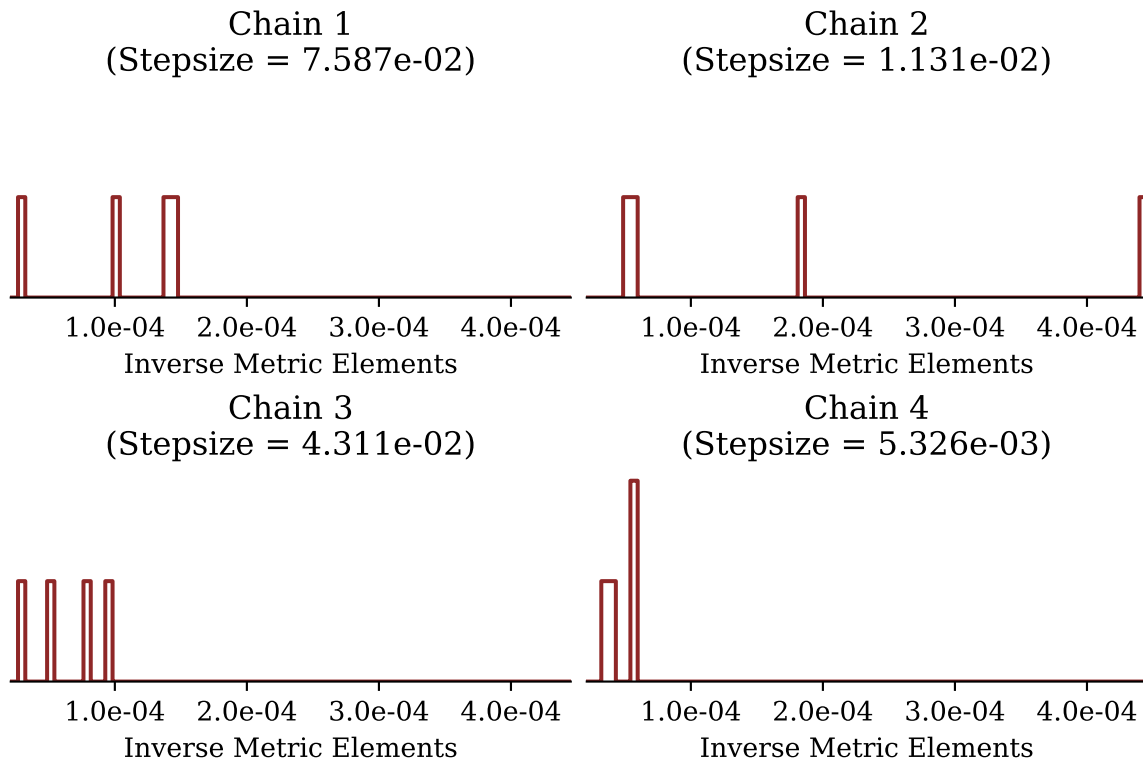 Chain 1
(Stepsize = 7.587e-02)
1.0e-04 2.0e-04 3.0e-04 4.0e-04
Inverse Metric Elements
Chain 2
(Stepsize = 1.131e-02)
1.0e-04 2.0e-04 3.0e-04 4.0e-04
Inverse Metric Elements
Chain 3
(Stepsize = 4.311e-02)
1.0e-04 2.0e-04 3.0e-04 4.0e-04
Inverse Metric Elements
Chain 4
(Stepsize = 5.326e-03)
1.0e-04 2.0e-04 3.0e-04 4.0e-04
Inverse Metric Elements